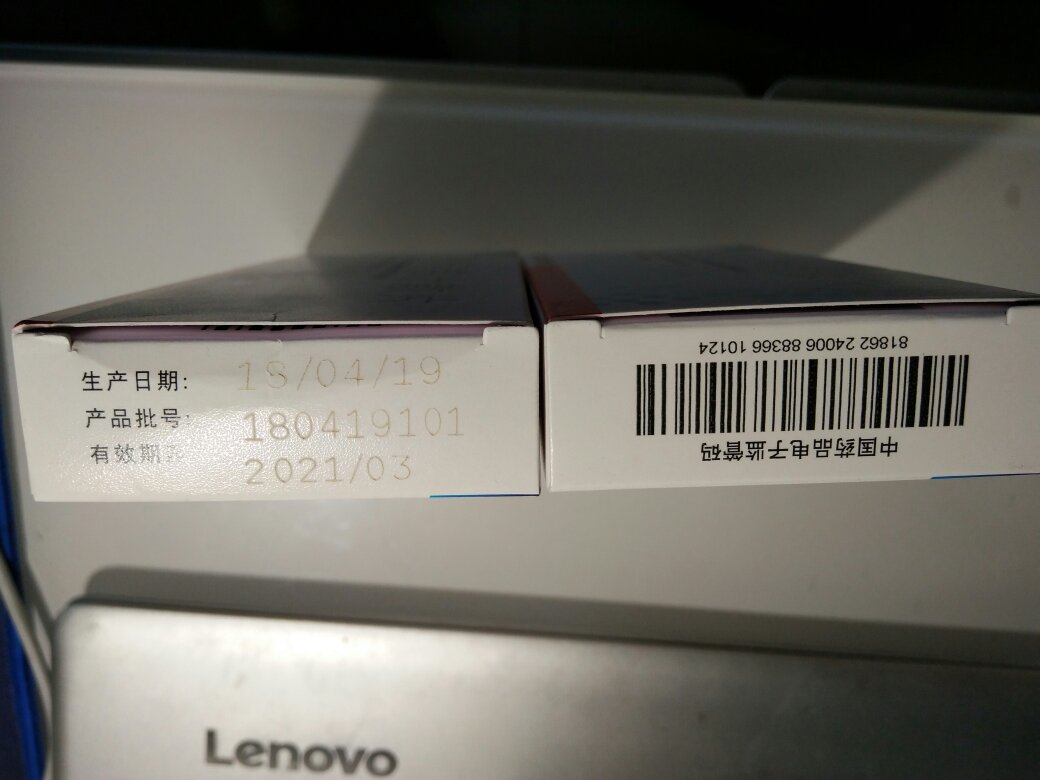 生产日期: 18/04/19
产品批号: 180419101
有效期至 2021/03
81862 24006 88366 10124
中国药品电子监管码
Lenovo